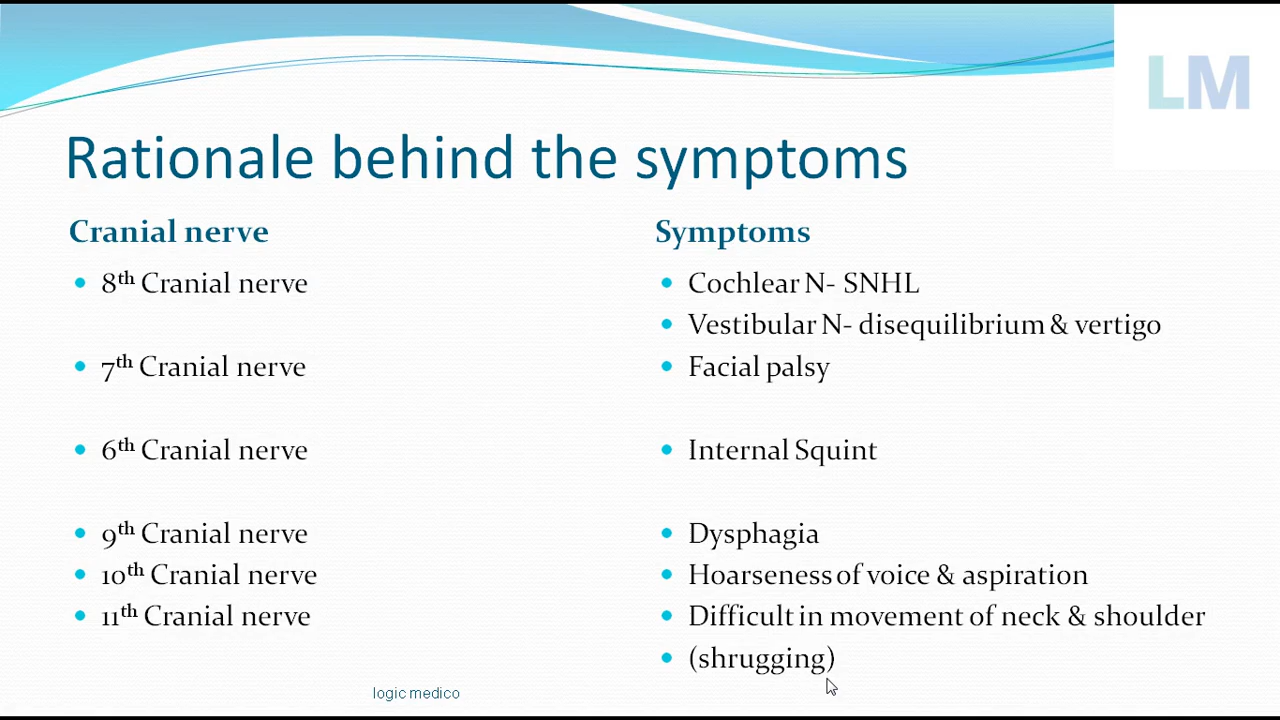 LM
Rationale behind the symptoms
Cranial nerve
Symptoms
• 8th Cranial nerve
• Cochlear N- SNHL
• Vestibular N- disequilibrium & vertigo
• 7th Cranial nerve
• Facial palsy
• 6th Cranial nerve
• Internal Squint
• 9th Cranial nerve
• Dysphagia
• 10th Cranial nerve
• Hoarseness of voice & aspiration
• 11th Cranial nerve
• Difficult in movement of neck & shoulder
• (shrugging)
logic medico